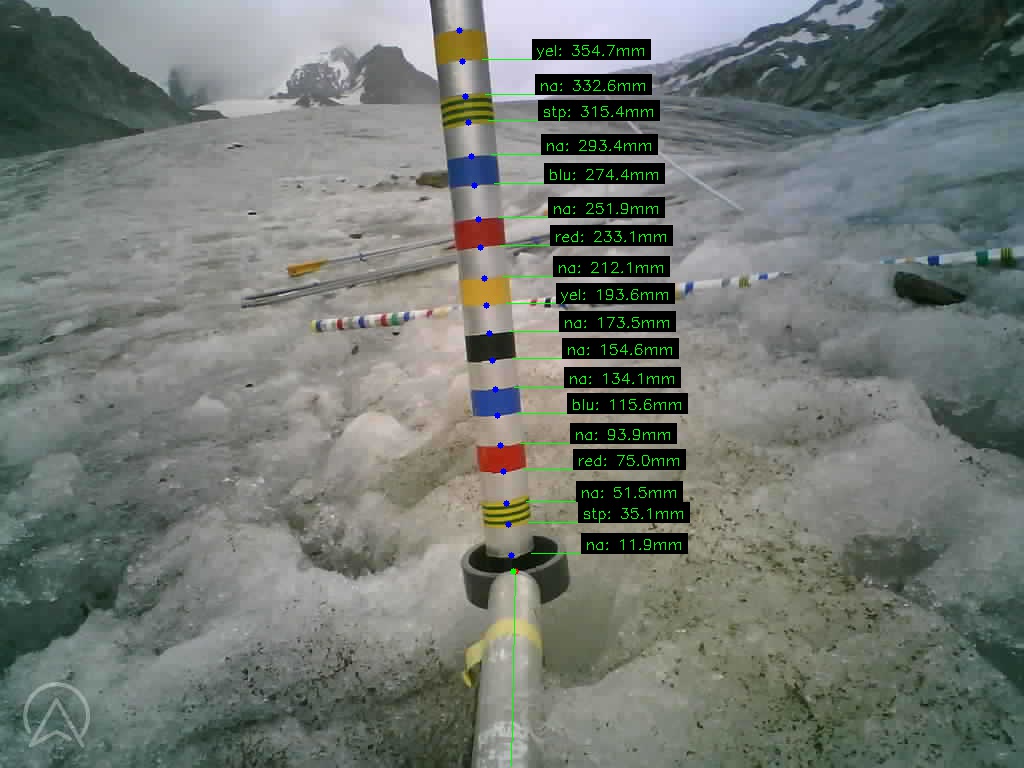 yel: 354.7mm
na: 332.6mm
stp: 315.4mm
na: 293.4mm
blu: 274.4mm
na: 251.9mm
red: 233.1mm
na: 212.1mm
yel: 193.6mm
na: 173.5mm
na: 154.6mm
na: 134.1mm
blu: 115.6mm
na: 93.9mm
red: 75.0mm
na: 51.5mm
stp: 35.1mm
na: 11.9mm